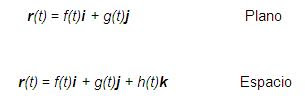 r(t) = f(t)i + g(t)j Plano
r(t) = f(t)i + g(t)j + h(t)k Espacio